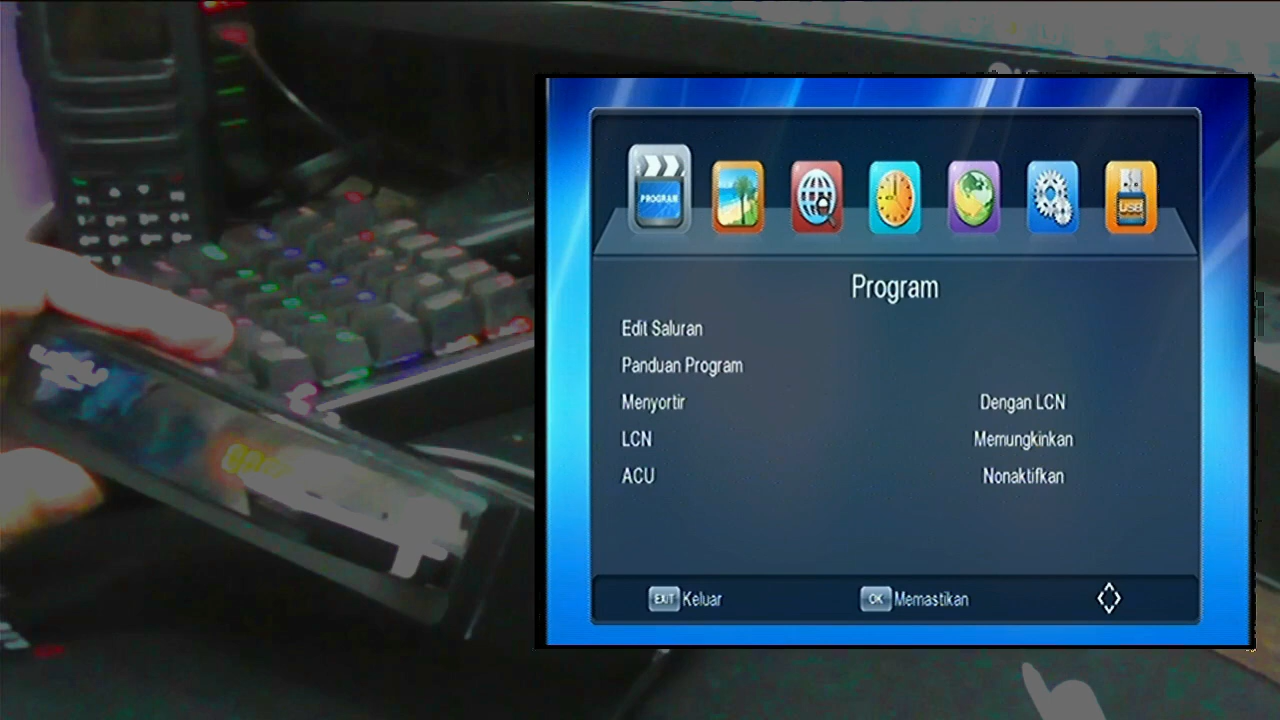 PROGRAM
USB
Program
Edit Saluran
Panduan Program
Menyortir Dengan LCN
LCN Memungkinkan
ACU Nonaktifkan
EXIT Keluar OK Memastikan